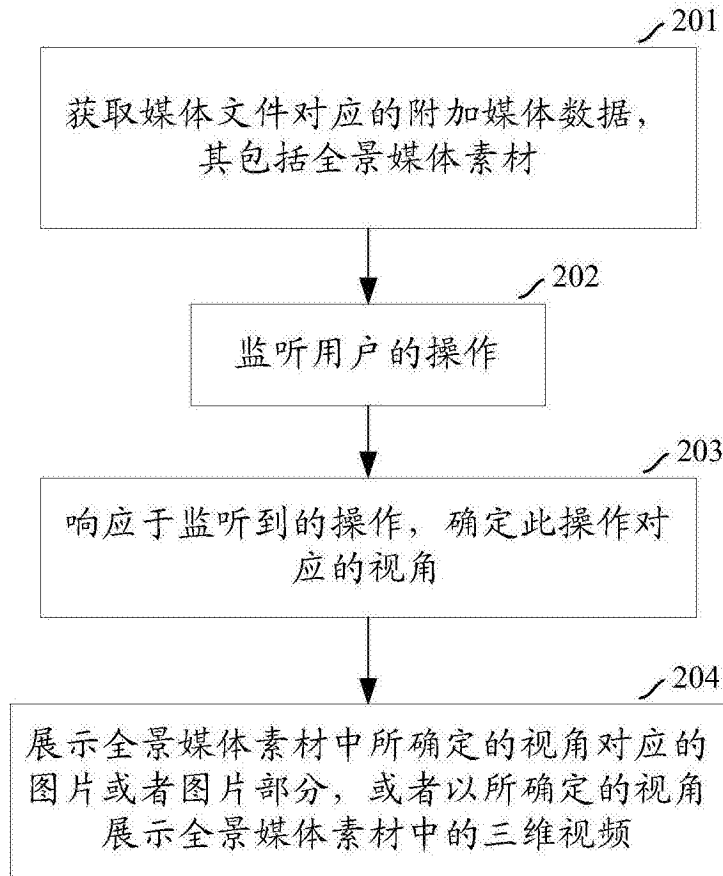 201
获取媒体文件对应的附加媒体数据，
其包括全景媒体素材
202
监听用户的操作
203
响应于监听到的操作，确定此操作对
应的视角
204
展示全景媒体素材中所确定的视角对应的
图片或者图片部分，或者以所确定的视角
展示全景媒体素材中的三维视频